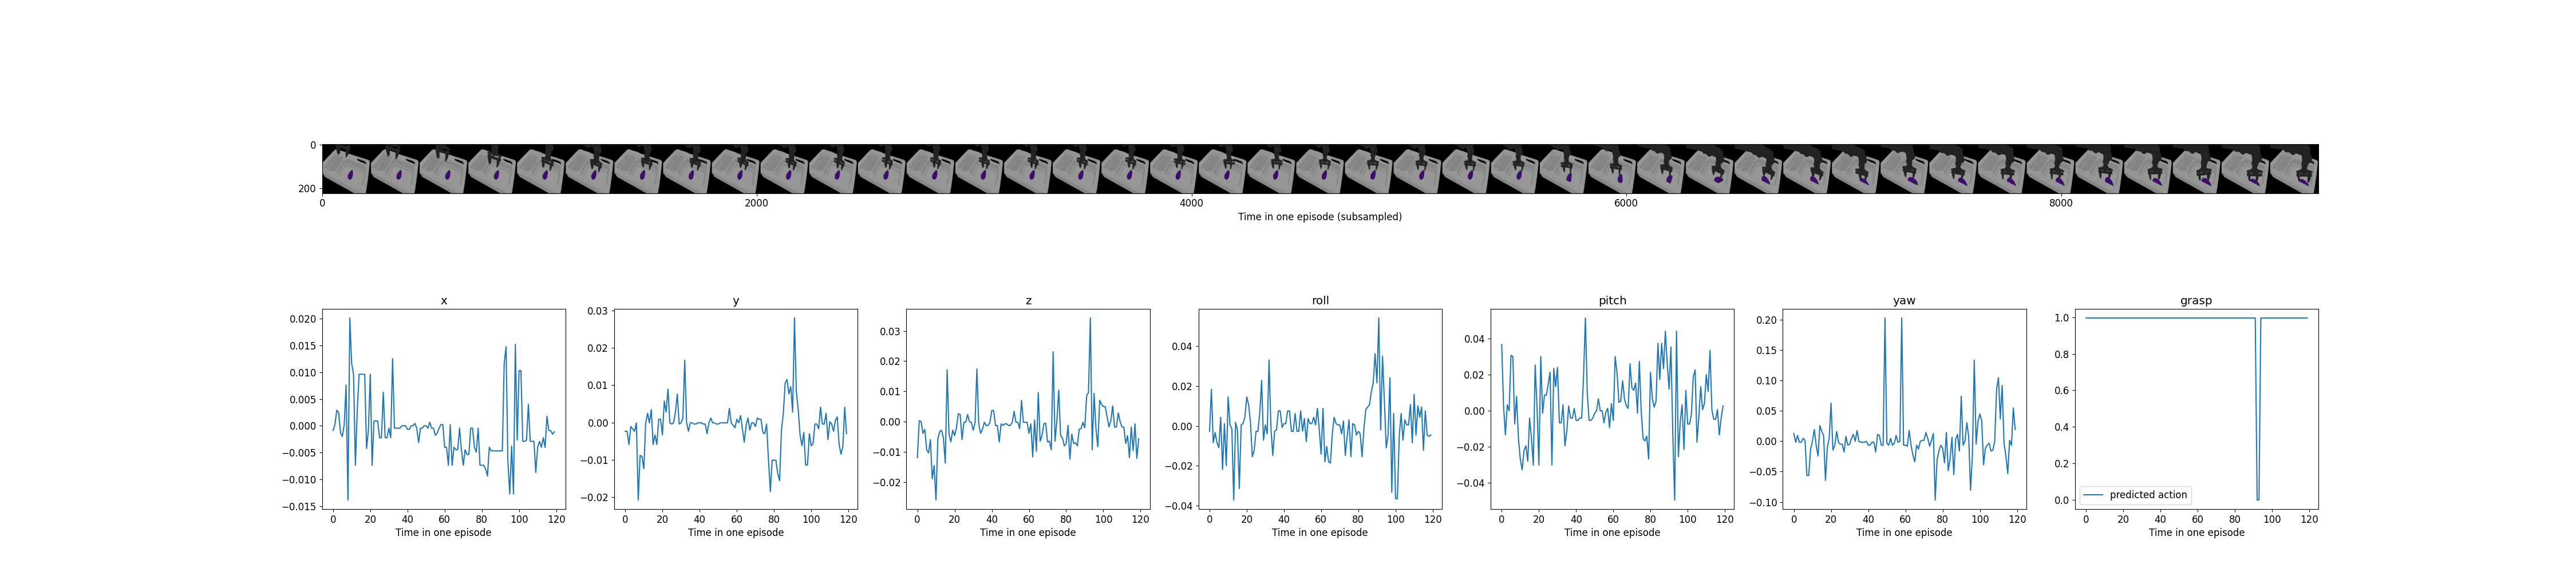 0
200
0 2000 4000 6000 8000
Time in one episode (subsampled)
x y z roll pitch yaw grasp
0.020
0.015
0.010
0.005
0.000
−0.005
−0.010
−0.015
0 20 40 60 80 100 120
Time in one episode
0.03
0.02
0.01
0.00
−0.01
−0.02
0 20 40 60 80 100 120
Time in one episode
0.03
0.02
0.01
0.00
−0.01
−0.02
0 20 40 60 80 100 120
Time in one episode
0.04
0.02
0.00
−0.02
−0.04
0 20 40 60 80 100 120
Time in one episode
0.04
0.02
0.00
−0.02
−0.04
0 20 40 60 80 100 120
Time in one episode
0.20
0.15
0.10
0.05
0.00
−0.05
−0.10
0 20 40 60 80 100 120
Time in one episode
1.0
0.8
0.6
0.4
0.2
0.0
predicted action
0 20 40 60 80 100 120
Time in one episode